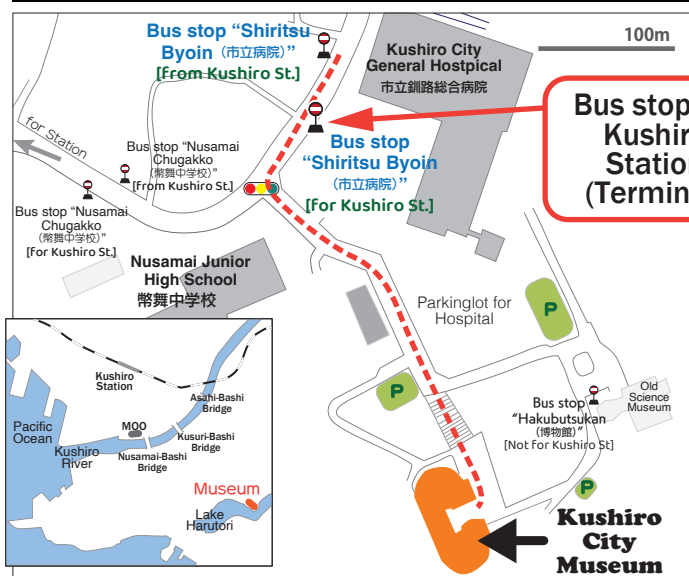 Bus stop “Shiritsu
Byoin（市立病院）”
[from Kushiro St.]
Kushiro City
General Hostpical
市立釧路総合病院
100m
for Station
Bus stop “Nusamai
Chugakko
（幣舞中学校）”
[from Kushiro St.]
Bus stop
“Shiritsu Byoin
（市立病院）”
[for Kushiro St.]
Bus stop
Kushir
Station
(Termin
Bus stop “Nusamai
Chugakko
（幣舞中学校）”
[for Kushiro St.]
Nusamai Junior
High School
幣舞中学校
Parkinglot for
Hospital
P
P
P
Bus stop
“Hakubutsukan
（博物館）”
[Not For Kushiro St]
Old
Science
Museum
Kushiro
City
Museum
Kushiro
Station
Asahi-Bashi
Bridge
Pacific
Ocean
MOO
Kushiro
River
Kusuri-Bashi
Bridge
Nusamai-Bashi
Bridge
Museum
Lake
Harutori